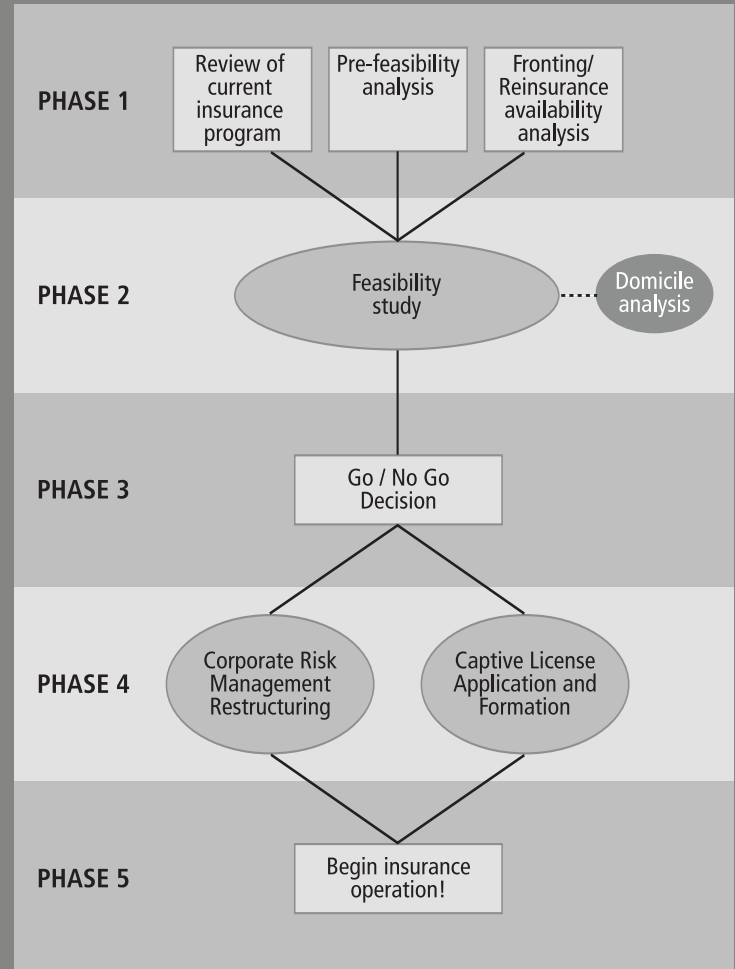 PHASE 1
Review of
current
insurance
program
Pre-feasibility
analysis
Fronting/
Reinsurance
availability
analysis
PHASE 2
Feasibility
study
Domicile
analysis
PHASE 3
Go / No Go
Decision
PHASE 4
Corporate Risk
Management
Restructuring
Captive License
Application and
Formation
PHASE 5
Begin insurance
operation!